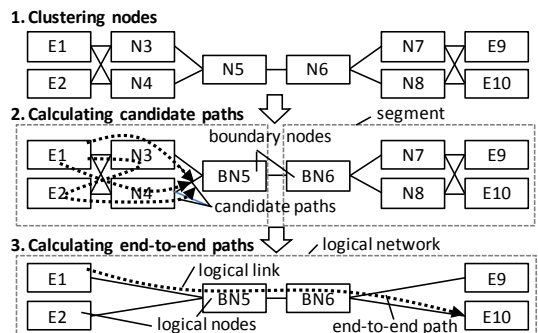 1. Clustering nodes
E1 N3 N7 E9
N5 N6
E2 N4 N8 E10
2. Calculating candidate paths segment
boundary nodes
E1 N3 N7 E9
BN5 BN6
E2 N4 N8 E10
candidate paths
3. Calculating end-to-end paths logical network
E1 logical link E9
BN5 BN6
E2 logical nodes end-to-end path E10